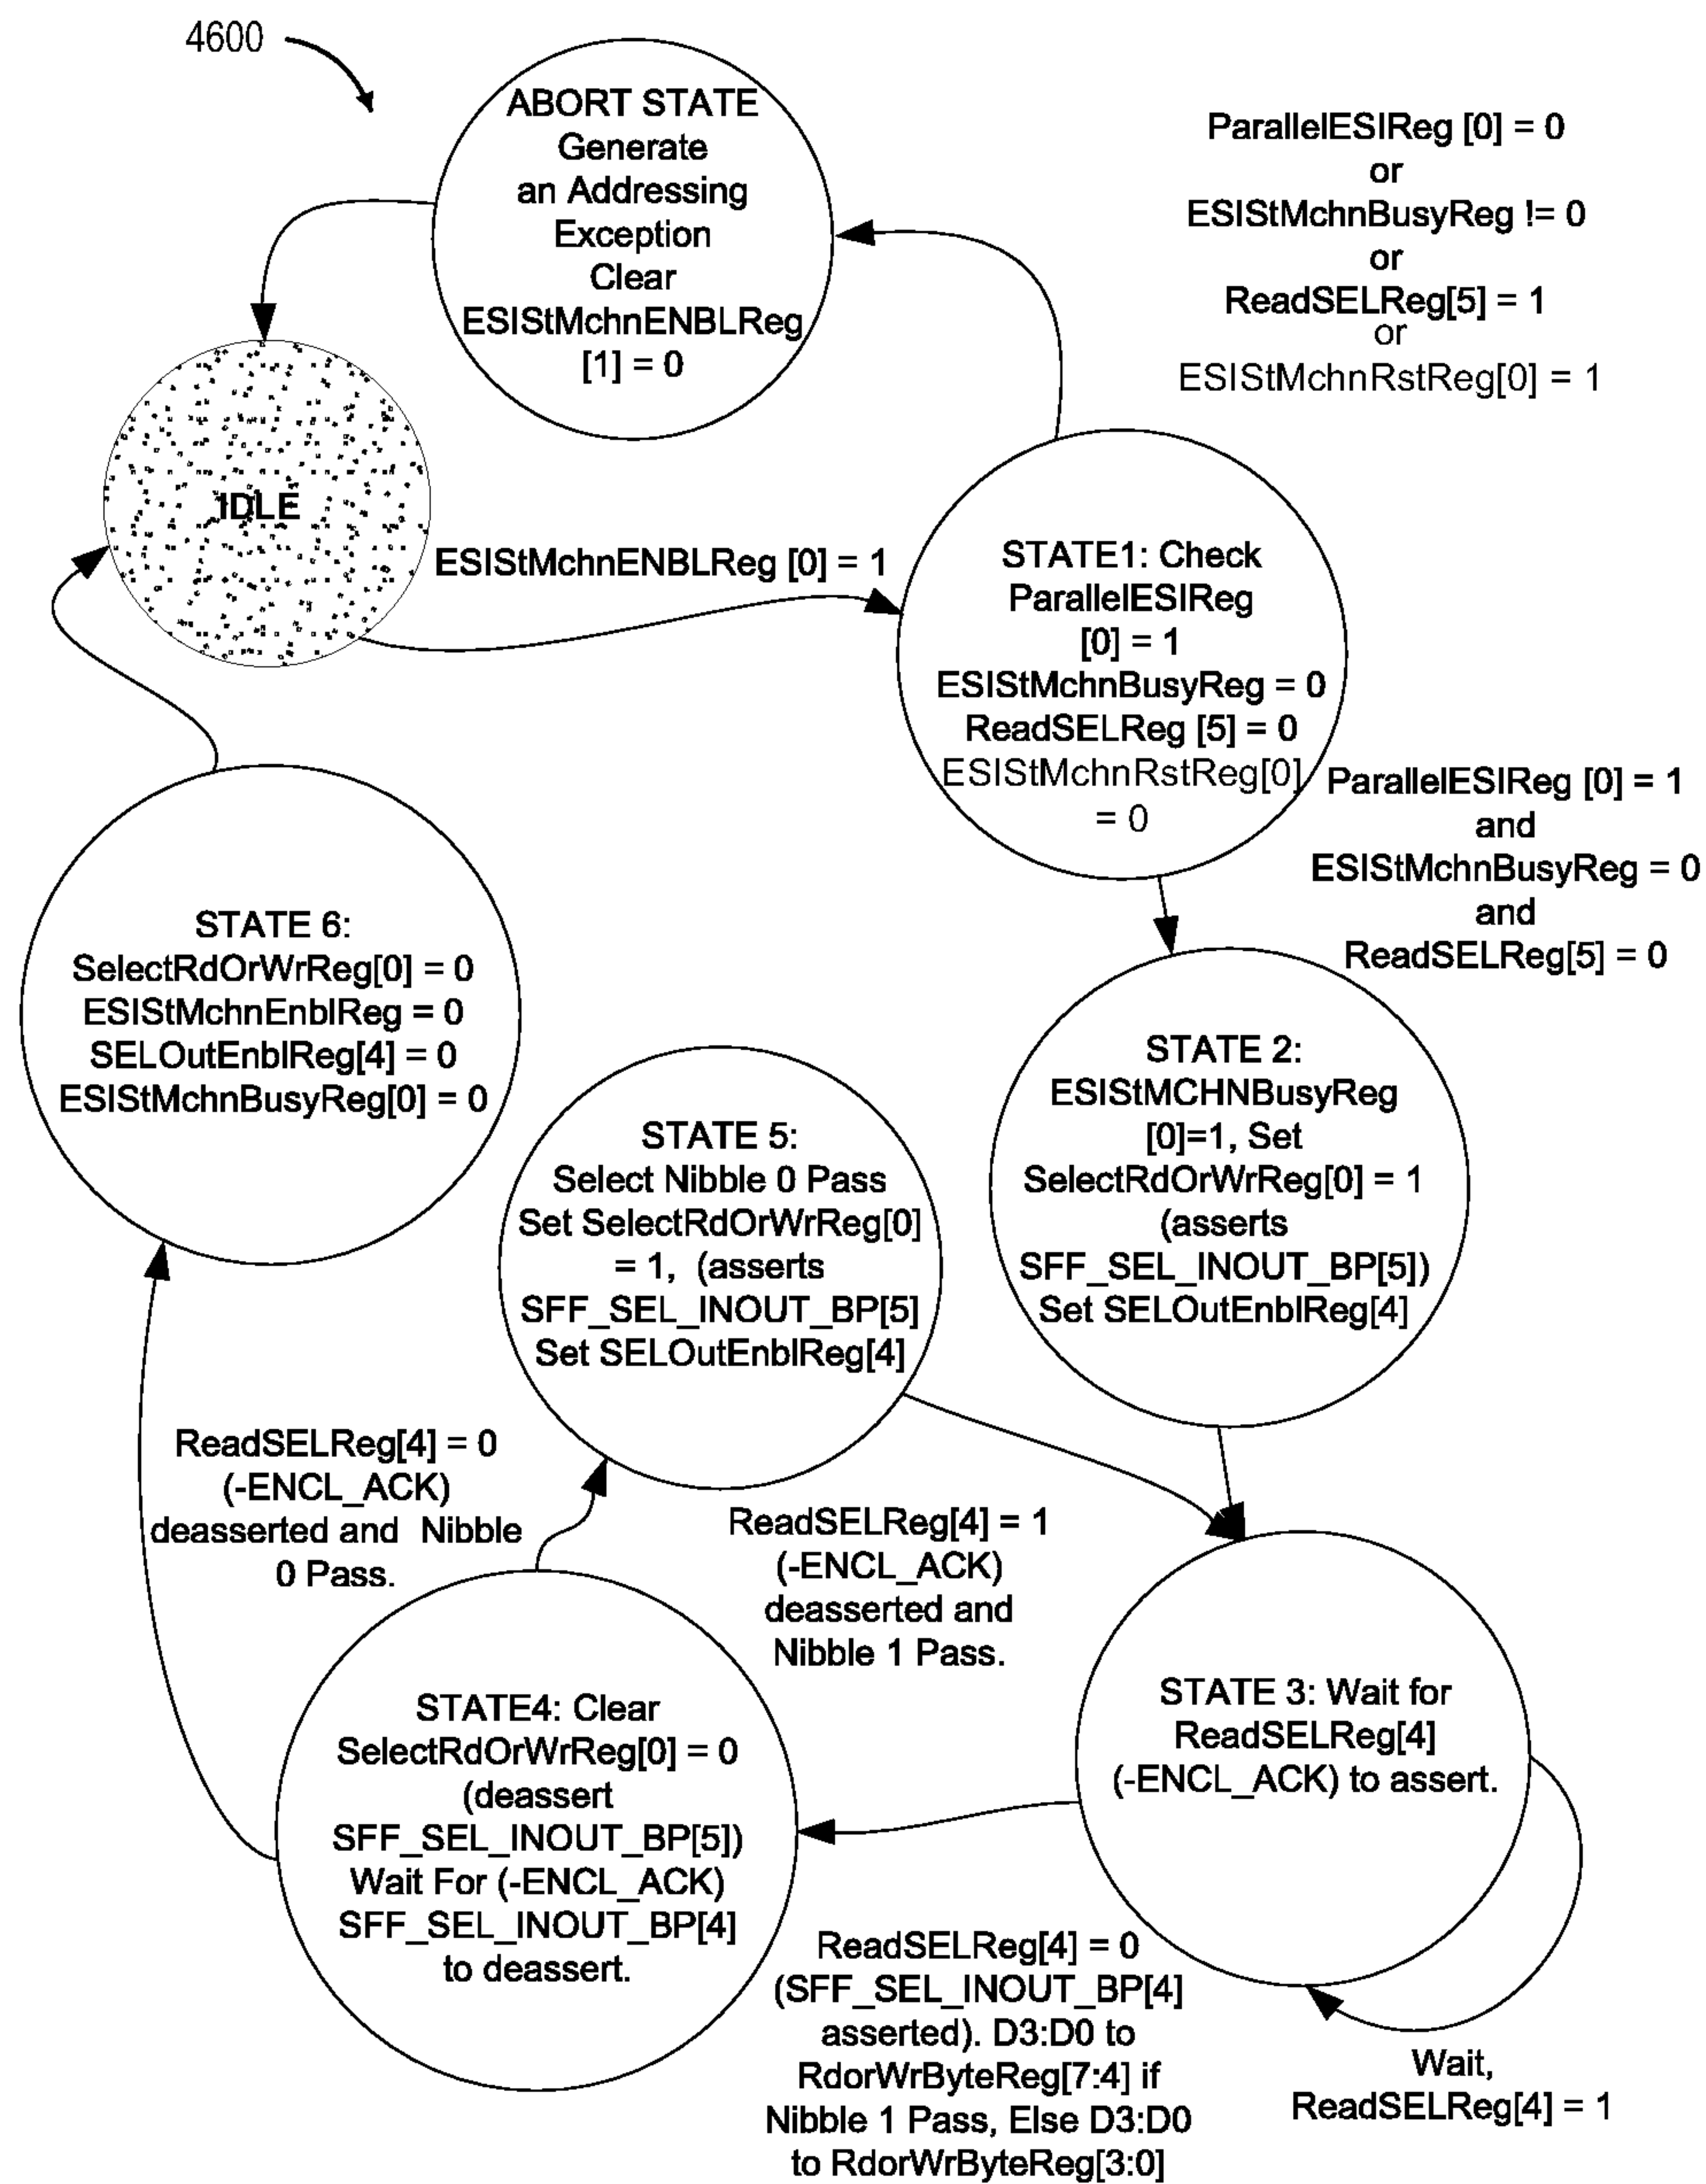 4600
ABORT STATE
Generate
an Addressing
Exception
Clear
ESIStMchnENBLReg
[1] = 0
ParallelESIReg [0] = 0
or
ESIStMchnBusyReg != 0
or
ReadSELReg[5] = 1
or
ESIStMchnRstReg[0] = 1
IDLE
ESIStMchnENBLReg [0] = 1
STATE1: Check
ParallelESIReg
[0] = 1
ESIStMchnBusyReg = 0
ReadSELReg [5] = 0
ESIStMchnRstReg[0]
= 0
ParallelESIReg [0] = 1
and
ESIStMchnBusyReg = 0
and
ReadSELReg[5] = 0
STATE 6:
SelectRdOrWrReg[0] = 0
ESIStMchnEnblReg = 0
SELOutEnblReg[4] = 0
ESIStMchnBusyReg[0] = 0
STATE 5:
Select Nibble 0 Pass
Set SelectRdOrWrReg[0]
= 1, (asserts
SFF_SEL_INOUT_BP[5]
Set SELOutEnblReg[4]
STATE 2:
ESIStMCHNBusyReg
[0]=1, Set
SelectRdOrWrReg[0] = 1
(asserts
SFF_SEL_INOUT_BP[5])
Set SELOutEnblReg[4]
ReadSELReg[4] = 0
(-ENCL_ACK)
deasserted and Nibble
0 Pass.
ReadSELReg[4] = 1
(-ENCL_ACK)
deasserted and
Nibble 1 Pass.
STATE 3: Wait for
ReadSELReg[4]
(-ENCL_ACK) to assert.
STATE4: Clear
SelectRdOrWrReg[0] = 0
(deassert
SFF_SEL_INOUT_BP[5])
Wait For (-ENCL_ACK)
SFF_SEL_INOUT_BP[4]
to deassert.
ReadSELReg[4] = 0
(SFF_SEL_INOUT_BP[4]
asserted). D3:D0 to
RdorWrByteReg[7:4] if
Nibble 1 Pass, Else D3:D0
to RdorWrByteReg[3:0]
Wait,
ReadSELReg[4] = 1